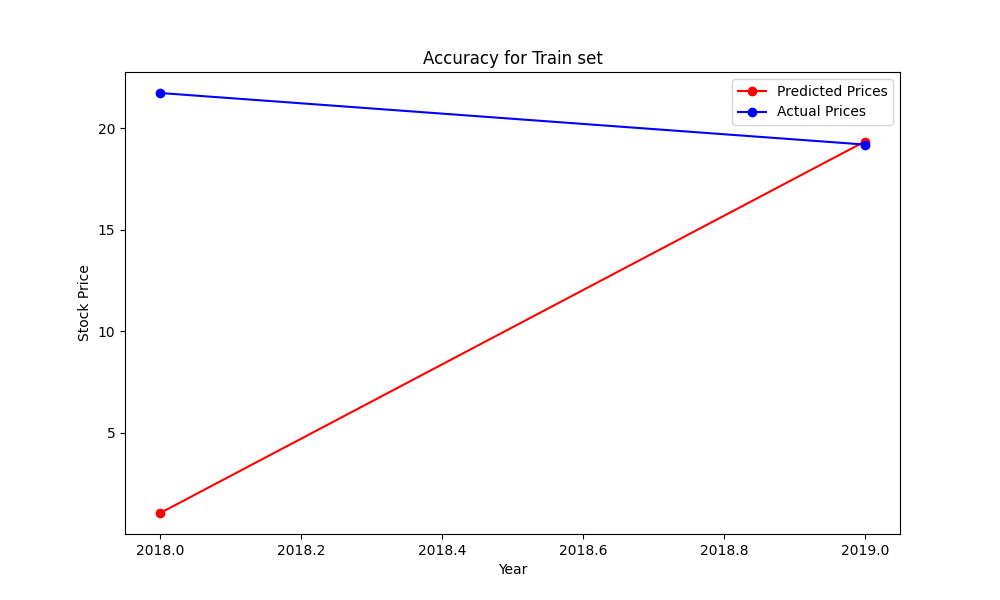 Accuracy for Train set
Predicted Prices
Actual Prices
20
15
10
5
Stock Price
2018.0 2018.2 2018.4 2018.6 2018.8 2019.0
Year